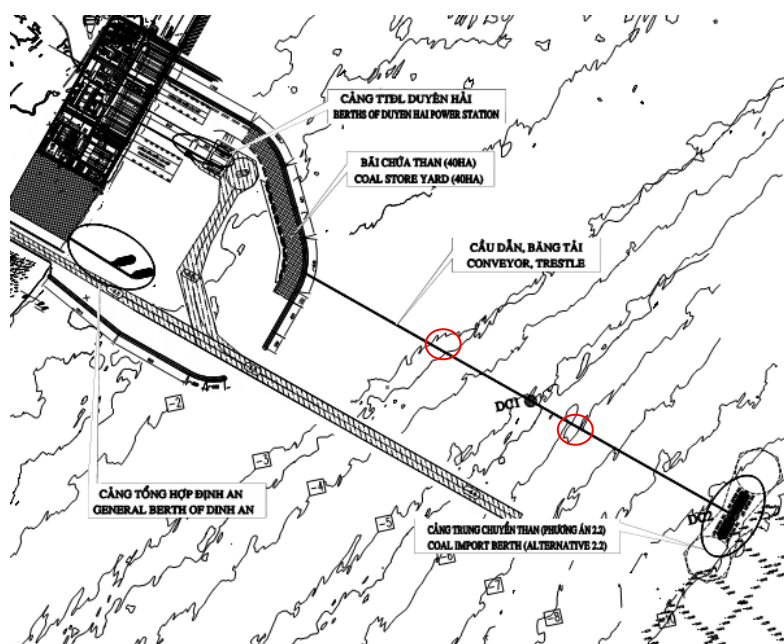 CẢNG TTĐL DUYÊN HẢI
BERTHS OF DUYEN HAI POWER STATION
BÃI CHỨA THAN (40HA)
COAL STORE YARD (40HA)
CẦU DẪN, BĂNG TẢI
CONVEYOR, TRESTLE
DC1
-2
-3
-4
-5
-6
-7
-8
CẢNG TỔNG HỢP ĐỊNH AN
GENERAL BERTH OF DINH AN
DC2
CẢNG TRUNG CHUYỂN THAN (PHƯƠNG ÁN 2.2)
COAL IMPORT BERTH (ALTERNATIVE 2.2)